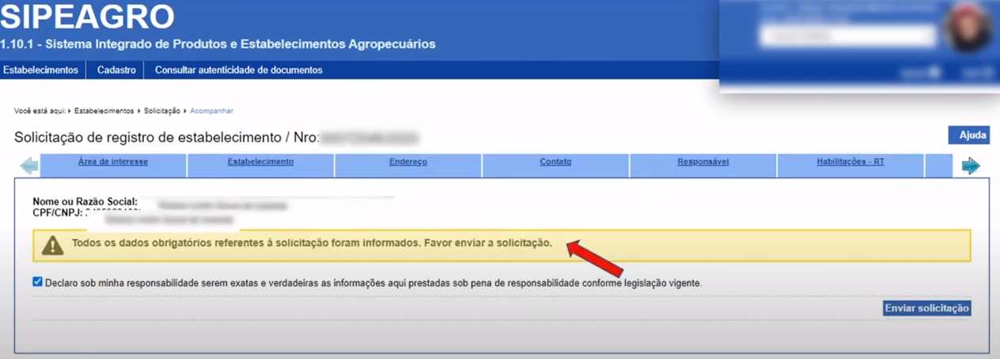 SIPEAGRO
1.10.1 - Sistema Integrado de Produtos e Estabelecimentos Agropecuários
Estabelecimentos Cadastro Consultar autenticidade de documentos
Você está aqui: Estabelecimentos Solicitação Acompanhar
Solicitação de registro de estabelecimento / Nro:
Ajuda
Área de interesse Estabelecimento Endereço Contato Responsável Habilitações - RT
Nome ou Razão Social:
CPF/CNPJ:
Todos os dados obrigatórios referentes à solicitação foram informados. Favor enviar a solicitação.
Declaro sob minha responsabilidade serem exatas e verdadeiras as informações aqui prestadas sob pena de responsabilidade conforme legislação vigente.
Enviar solicitação